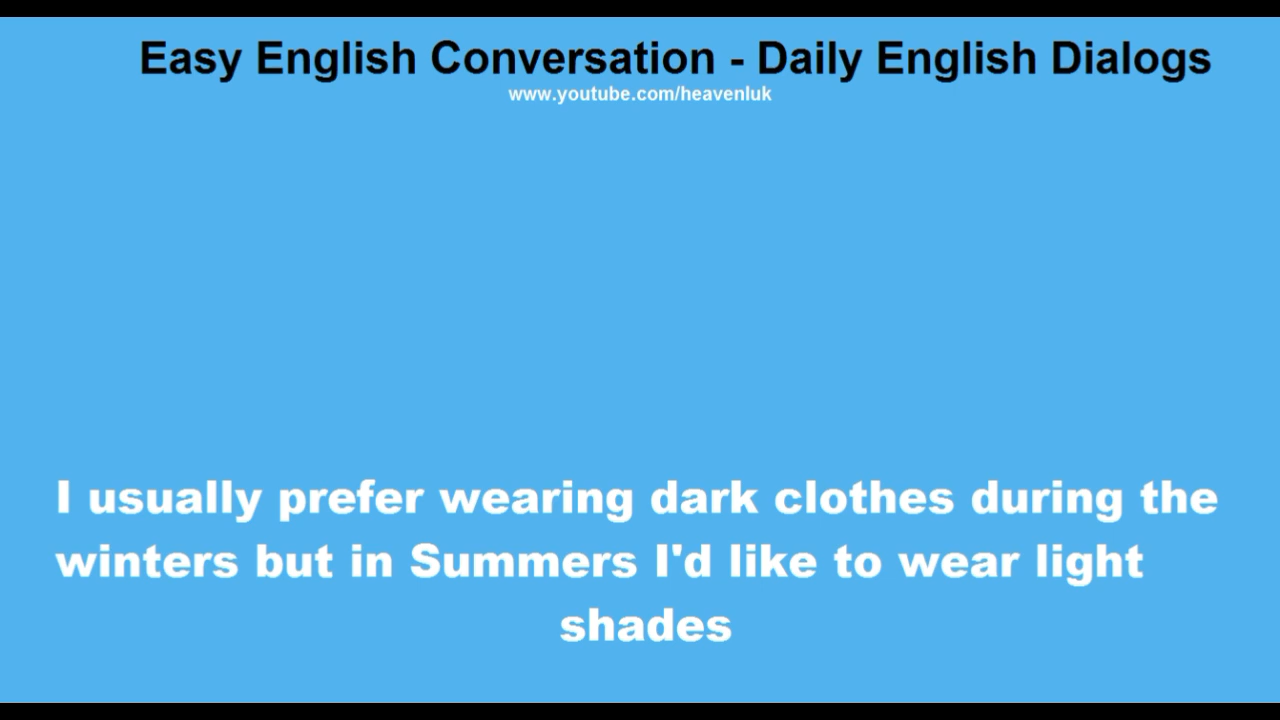 Easy English Conversation - Daily English Dialogs
www.youtube.com/heavenluk
I usually prefer wearing dark clothes during the
winters but in Summers I'd like to wear light
shades